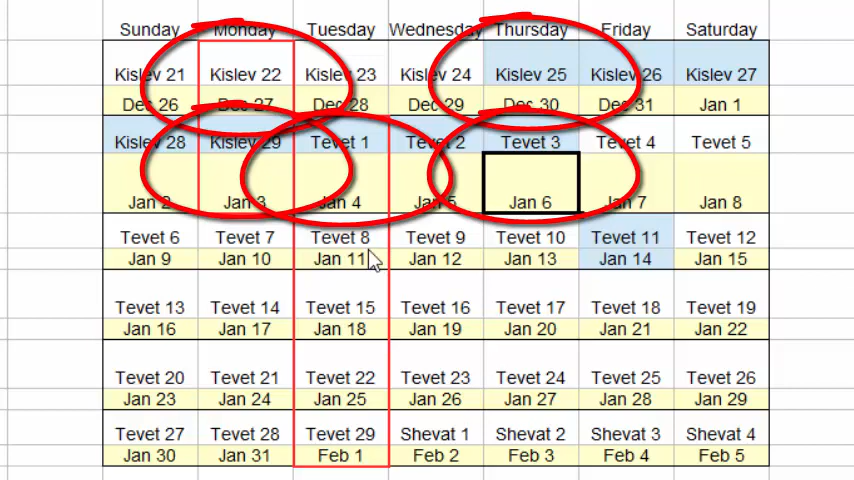 Sunday Monday Tuesday Wednesday Thursday Friday Saturday
Kislev 21 Kislev 22 Kislev 23 Kislev 24 Kislev 25 Kislev 26 Kislev 27
Dec 26 Dec 27 Dec 28 Dec 29 Dec 30 Dec 31 Jan 1
Kislev 28 Kislev 29 Tevet 1 Tevet 2 Tevet 3 Tevet 4 Tevet 5
Jan 2 Jan 3 Jan 4 Jan 5 Jan 6 Jan 7 Jan 8
Tevet 6 Tevet 7 Tevet 8 Tevet 9 Tevet 10 Tevet 11 Tevet 12
Jan 9 Jan 10 Jan 11 Jan 12 Jan 13 Jan 14 Jan 15
Tevet 13 Tevet 14 Tevet 15 Tevet 16 Tevet 17 Tevet 18 Tevet 19
Jan 16 Jan 17 Jan 18 Jan 19 Jan 20 Jan 21 Jan 22
Tevet 20 Tevet 21 Tevet 22 Tevet 23 Tevet 24 Tevet 25 Tevet 26
Jan 23 Jan 24 Jan 25 Jan 26 Jan 27 Jan 28 Jan 29
Tevet 27 Tevet 28 Tevet 29 Shevat 1 Shevat 2 Shevat 3 Shevat 4
Jan 30 Jan 31 Feb 1 Feb 2 Feb 3 Feb 4 Feb 5